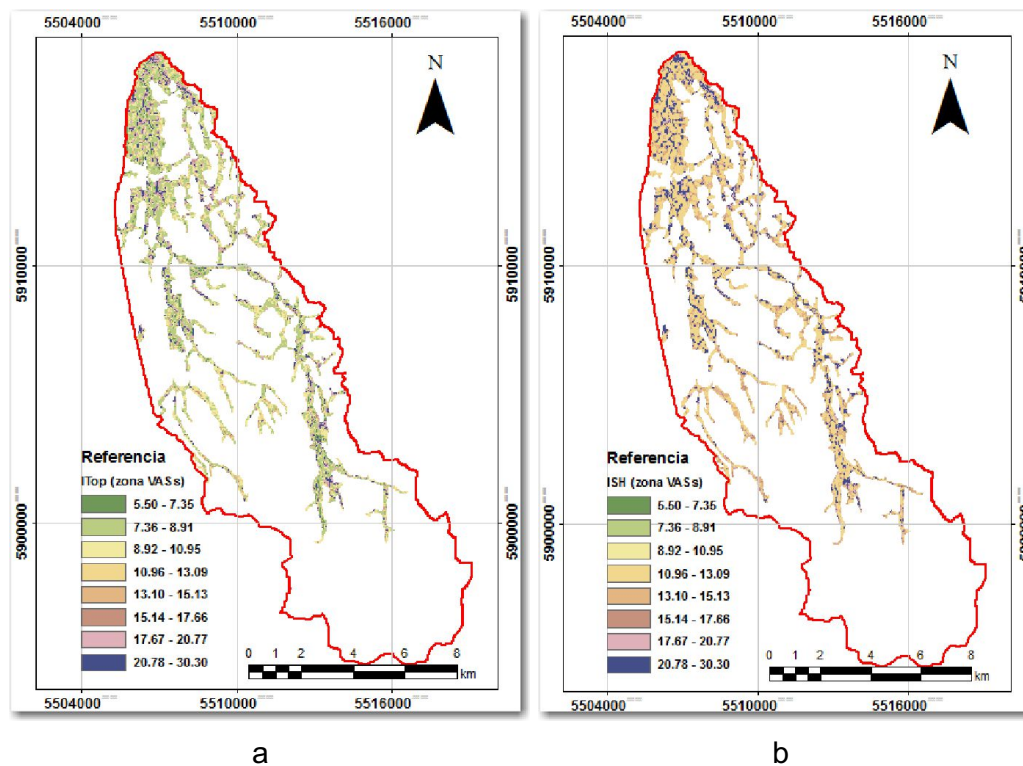 5504000 5510000 5516000
N
5910000
5900000
Referencia
ITop (zona VASs)
5.50 - 7.35
7.36 - 8.91
8.92 - 10.95
10.96 - 13.09
13.10 - 15.13
15.14 - 17.66
17.67 - 20.77
20.78 - 30.30
0 1 2 4 6 8
km
5504000 5510000 5516000
a
5504000 5510000 5516000
N
5910000
5900000
Referencia
ISH (zona VASs)
5.50 - 7.35
7.36 - 8.91
8.92 - 10.95
10.96 - 13.09
13.10 - 15.13
15.14 - 17.66
17.67 - 20.77
20.78 - 30.30
0 1 2 4 6 8
km
5504000 5510000 5516000
b